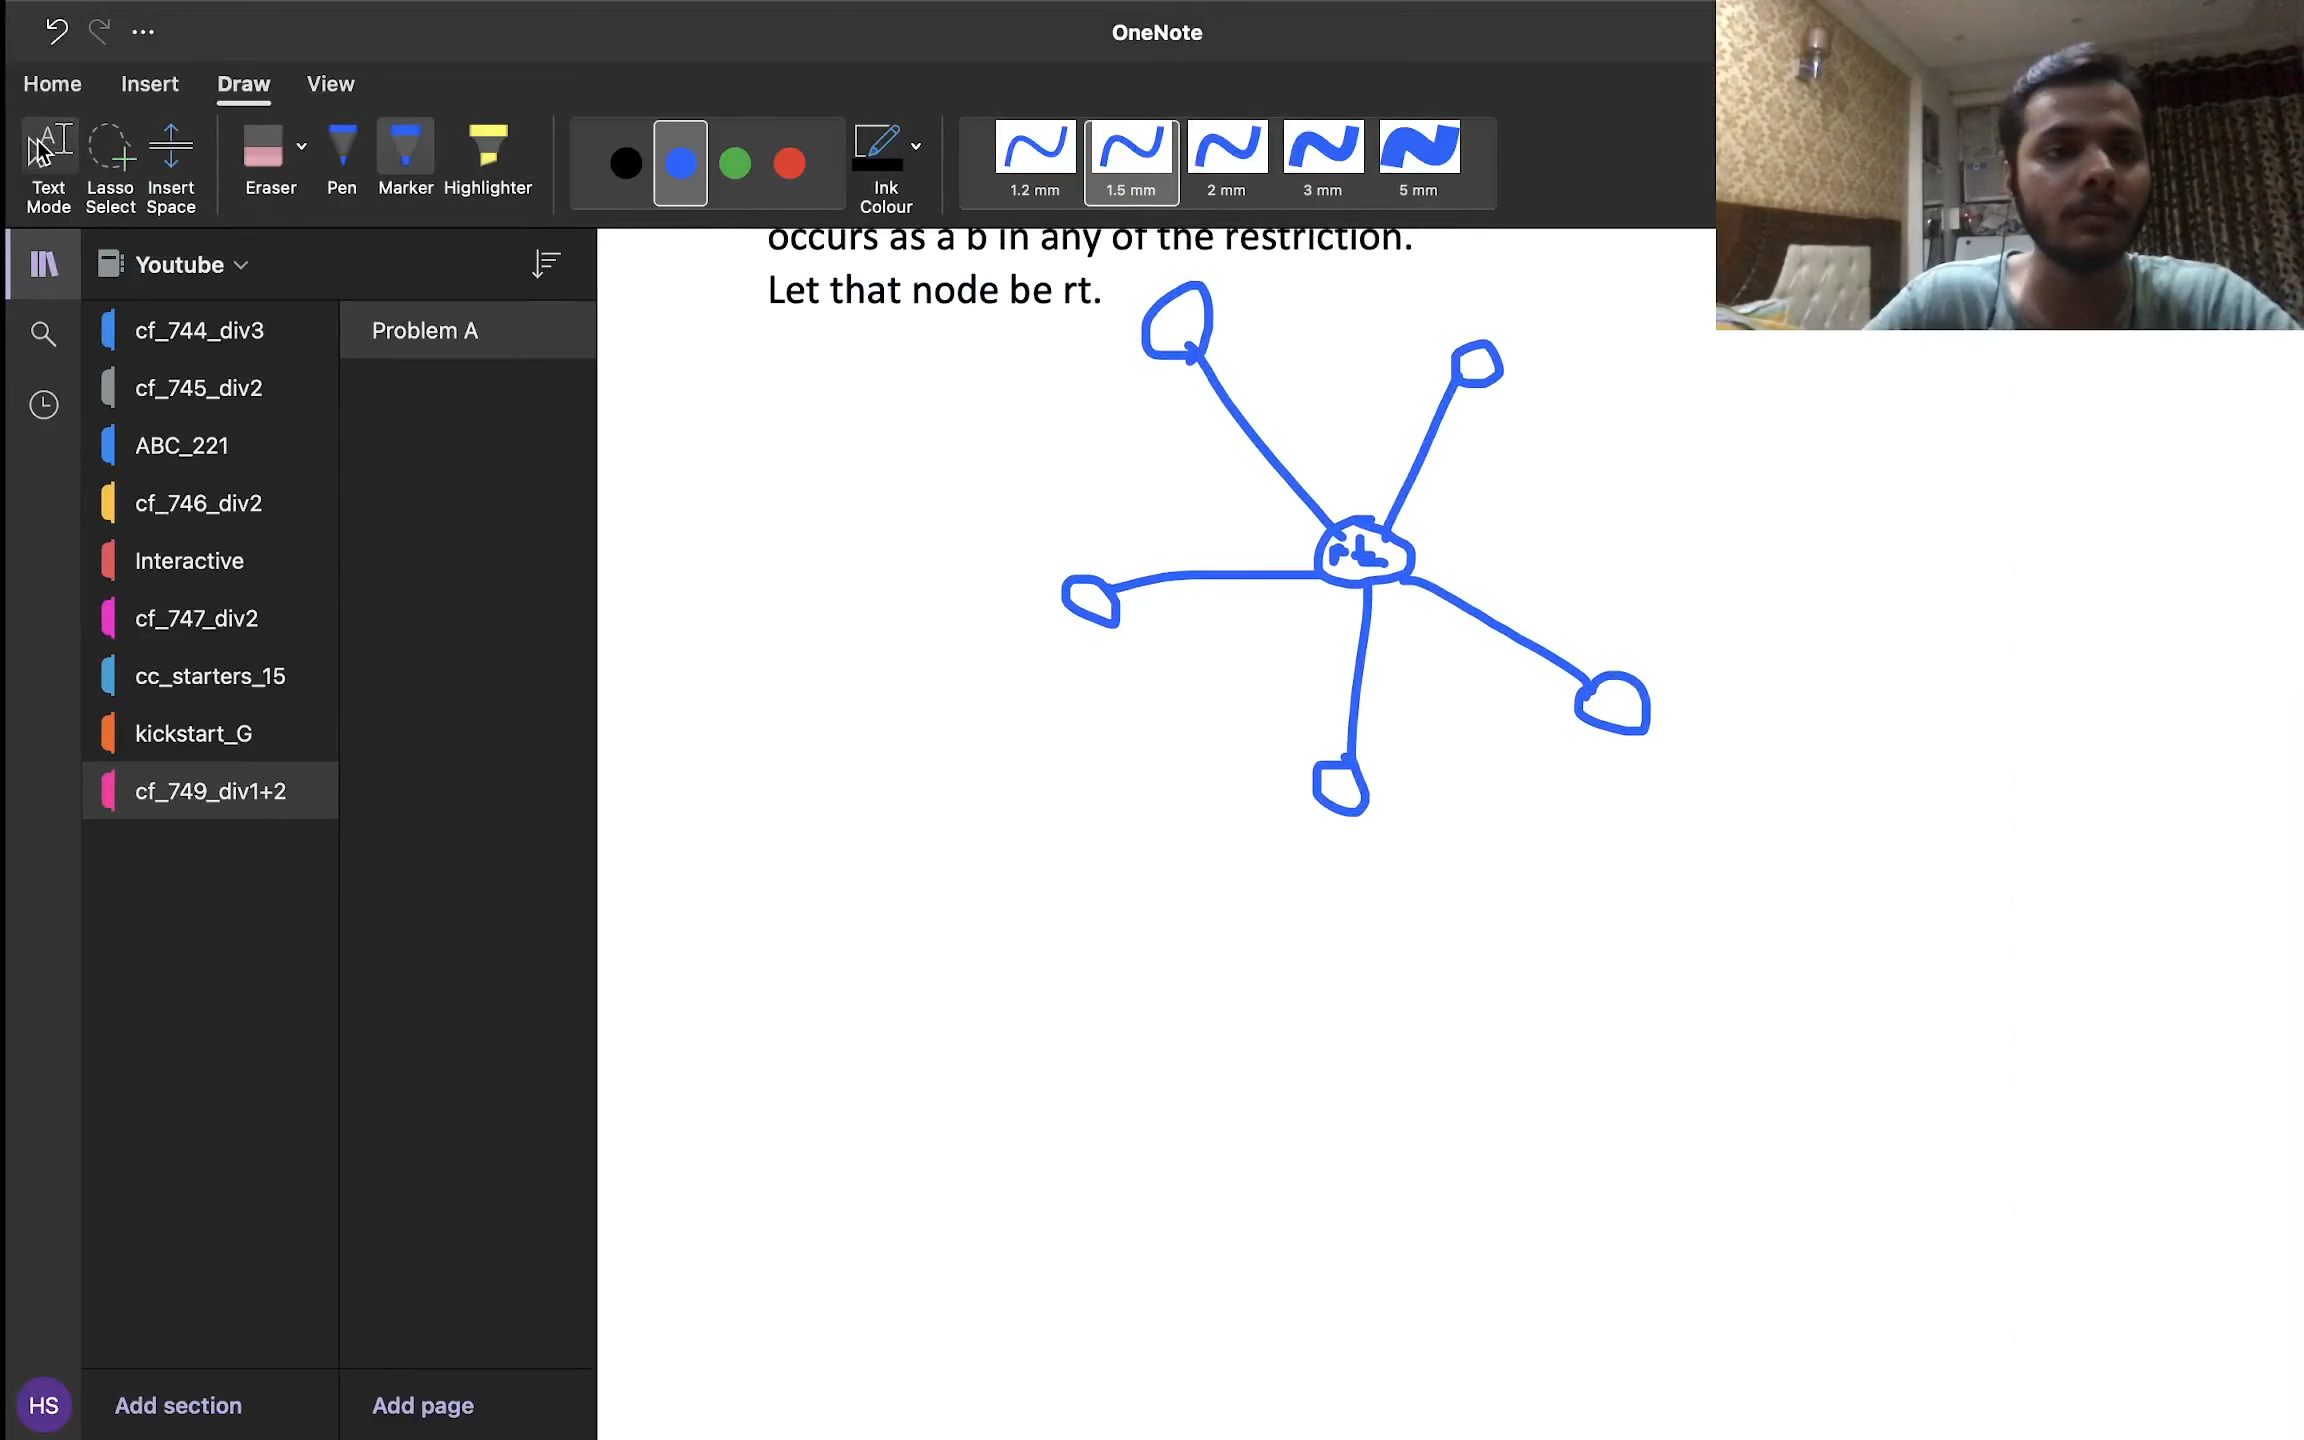 OneNote
Home Insert Draw View
Text Mode
Lasso Select
Insert Space
Eraser
Pen
Marker
Highlighter
Ink Colour
1.2 mm
1.5 mm
2 mm
3 mm
5 mm
Youtube
cf_744_div3
cf_745_div2
ABC_221
cf_746_div2
Interactive
cf_747_div2
cc_starters_15
kickstart_G
cf_749_div1+2
HS
Add section
Problem A
Add page
occurs as a b in any of the restriction.
Let that node be rt.
rt